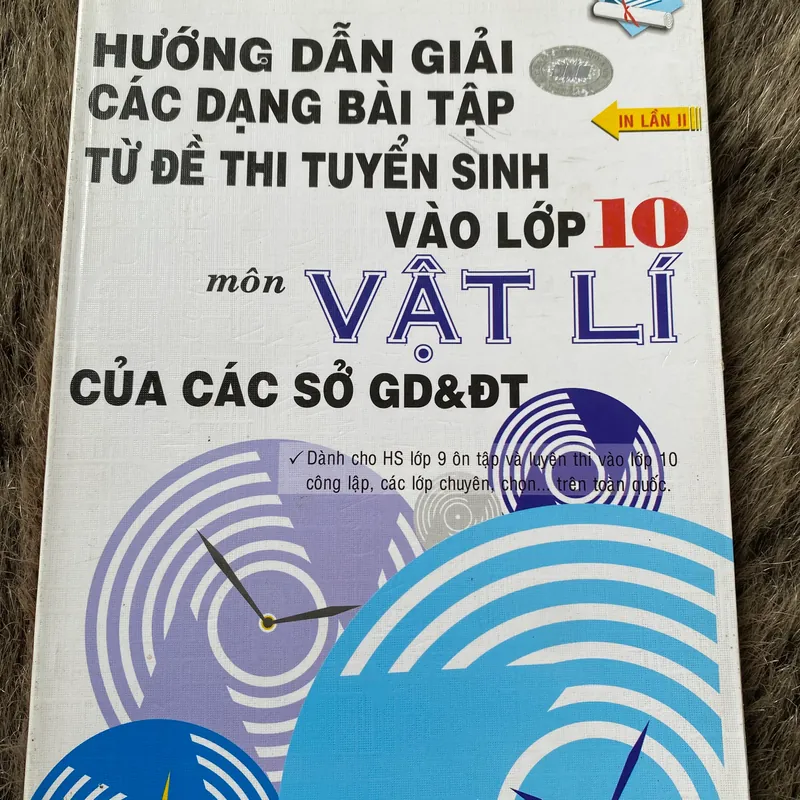 HƯỚNG DẪN GIẢI
CÁC DẠNG BÀI TẬP
IN LẦN II
TỪ ĐỀ THI TUYỂN SINH
VÀO LỚP 10
môn VẬT LÍ
CỦA CÁC SỞ GD&ĐT
✓ Dành cho HS lớp 9 ôn tập và luyện thi vào lớp 10
công lập, các lớp chuyên, chọn... trên toàn quốc.